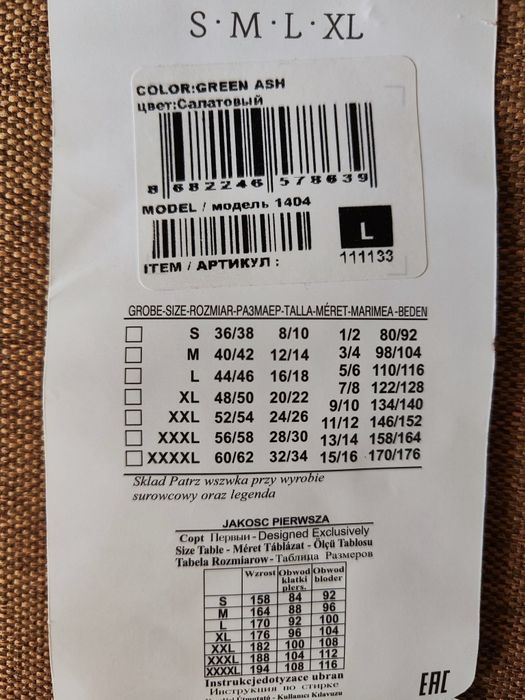 S·M·L·XL
COLOR:GREEN ASH
цвет:Салатовый
8 682246 578639
MODEL / модель 1404
L
ITEM / АРТИКУЛ :
111133
GROBE-SIZE-ROZMIAR-РАЗМАЕР-TALLA-MÉRET-MARIMEA-BEDEN
S 36/38 8/10 1/2 80/92
M 40/42 12/14 3/4 98/104
L 44/46 16/18 5/6 110/116
XL 48/50 20/22 7/8 122/128
XXL 52/54 24/26 9/10 134/140
XXXL 56/58 28/30 11/12 146/152
XXXXL 60/62 32/34 13/14 158/164
15/16 170/176
Sklad Patrz wszwka przy wyrobie
surowcowy oraz legenda
JAKOSC PIERWSZA
Copt Первыи - Designed Exclusively
Size Table - Méret Táblázat - Ölçü Tablosu
Tabela Rozmiarow - Таблица Размеров
Wzrost Obwod klatki piers. Obwod bloder
S 158 84 92
M 164 88 96
L 170 92 100
XL 176 96 104
XXL 182 100 108
XXXL 188 104 112
XXXXL 194 108 116
Instrukcjedotyzace ubran
Инструкция по стирке
Kullanıcı Kılavuzu
EAC